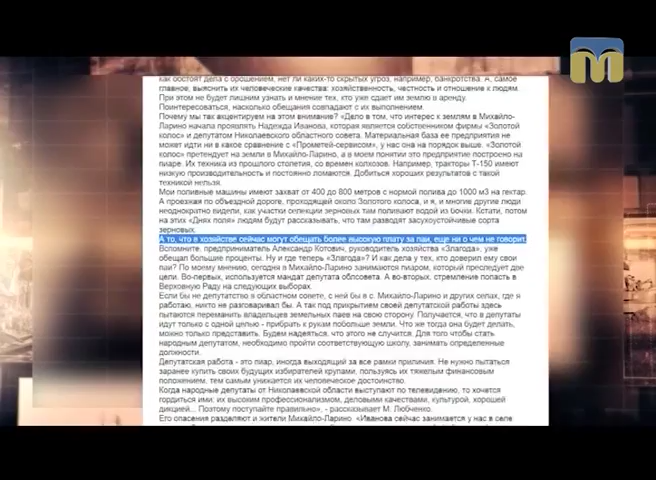 как обстоят дела с орошением, нет ли каких-то скрытых угроз, например, банкротства. А, самое
главное, выяснить их человеческие качества: хозяйственность, честность и отношение к людям.
При этом не будет лишним узнать и мнение тех, кто уже сдает им землю в аренду.
Поинтересоваться, насколько обещания совпадают с их выполнением.
Почему мы так акцентируем на этом внимание? «Дело в том, что интерес к землям в Михайло-
Ларино начала проявлять Надежда Иванова, которая является собственником фирмы «Золотой
колос» и депутатом Николаевского областного совета. Материальная база ее предприятия не
может идти ни в какое сравнение с «Прометей-сервисом», у нас она на порядок выше. «Золотой
колос» претендует на земли в Михайло-Ларино, а в моем понятии это предприятие построено на
пиаре. Их техника из прошлого столетия, со времен колхозов. Например, тракторы Т-150 имеют
низкую производительность и постоянно ломаются. Добиться хороших результатов с такой
техникой нельзя.
Мои поливные машины имеют захват от 400 до 800 метров с нормой полива до 1000 м3 на гектар.
А проезжая по объездной дороге, проходящей около Золотого колоса, и я, и многие другие люди
неоднократно видели, как участки селекции зерновых там поливают водой из бочки. Кстати, потом
на этих «Днях поля» людям будут рассказывать, что там разводят засухоустойчивые сорта
зерновых.
А то, что в хозяйстве сейчас могут обещать более высокую плату за паи, еще ни о чем не говорит.
Вспомните, предприниматель Александр Котович, руководитель хозяйства «Злагода», уже
обещал большие проценты. Ну и где теперь «Злагода»? И как дела у тех, кто доверил ему свои
паи? По моему мнению, сегодня в Михайло-Ларино занимаются пиаром, который преследует две
цели. Во-первых, используется мандат депутата облсовета. А во-вторых, стремление попасть в
Верховную Раду на следующих выборах.
Если бы не депутатство в областном совете, с ней бы в с. Михайло-Ларино и других селах, где я
работаю, никто не разговаривал бы. А так под прикрытием своей депутатской работы здесь
пытаются переманить владельцев земельных паев на свою сторону. Получается, что в депутаты
идут только с одной целью - прибрать к рукам побольше земли. Что же тогда она будет делать,
можно только представить. Будем надеяться, что этого не случится. Для того чтобы стать
народным депутатом, необходимо пройти соответствующую школу, занимать определенные
должности.
Депутатская работа - это пиар, иногда выходящий за все рамки приличия. Не нужно пытаться
заранее купить своих будущих избирателей крупами, пользуясь их тяжелым финансовым
положением, тем самым унижается их человеческое достоинство.
Когда народные депутаты от Николаевской области выступают по телевидению, то хочется
гордиться ими: их высоким профессионализмом, деловыми качествами, культурой, хорошей
дикцией... Поэтому поступайте правильно», - рассказывает М. Любченко.
Его опасения разделяют и жители Михайло-Ларино. «Иванова сейчас занимается у нас в селе